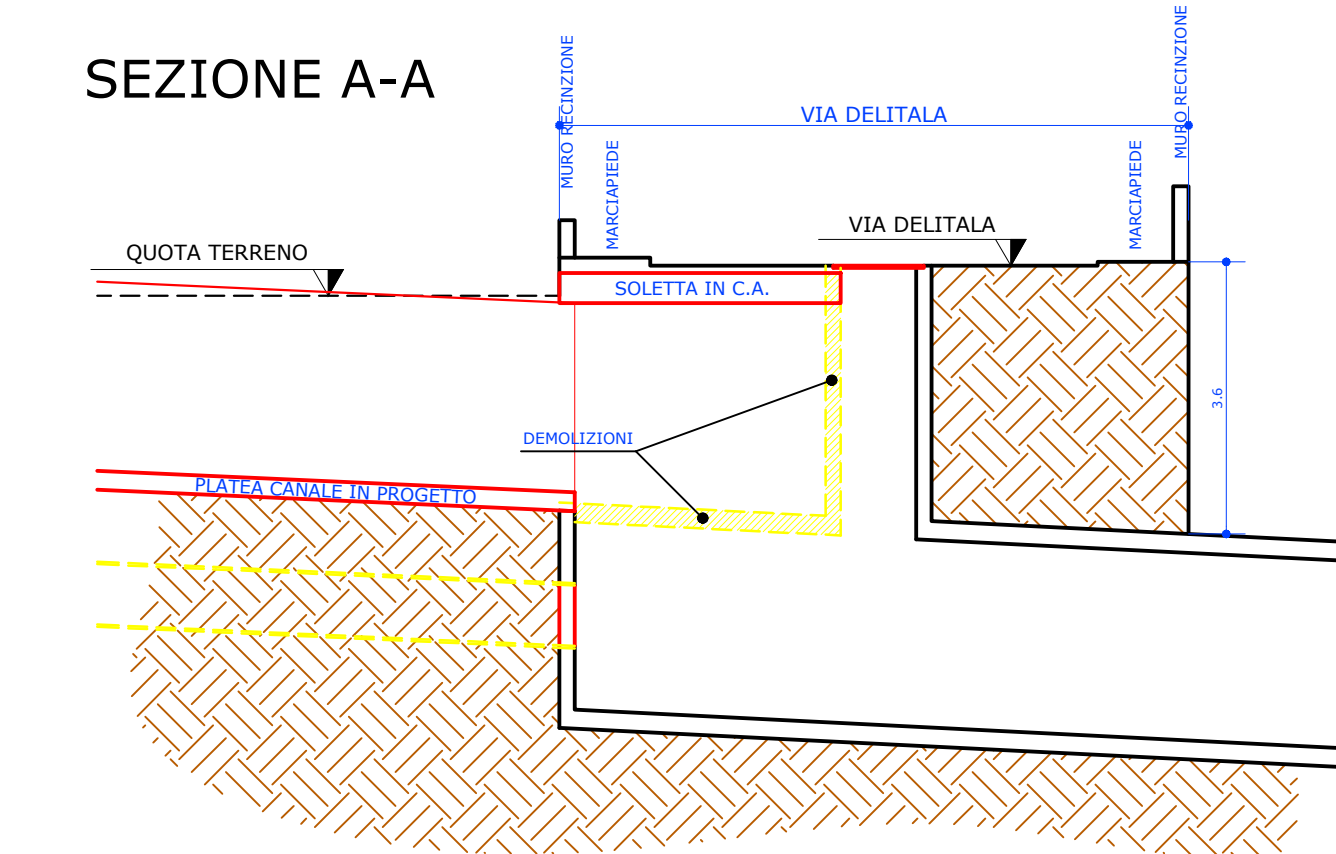 SEZIONE A-A
MURO RECINZIONE
MURO RECINZIONE
VIA DELITALA
MARCIAPIEDE
MARCIAPIEDE
VIA DELITALA
QUOTA TERRENO
SOLETTA IN C.A.
3.6
DEMOLIZIONI
PLATEA CANALE IN PROGETTO